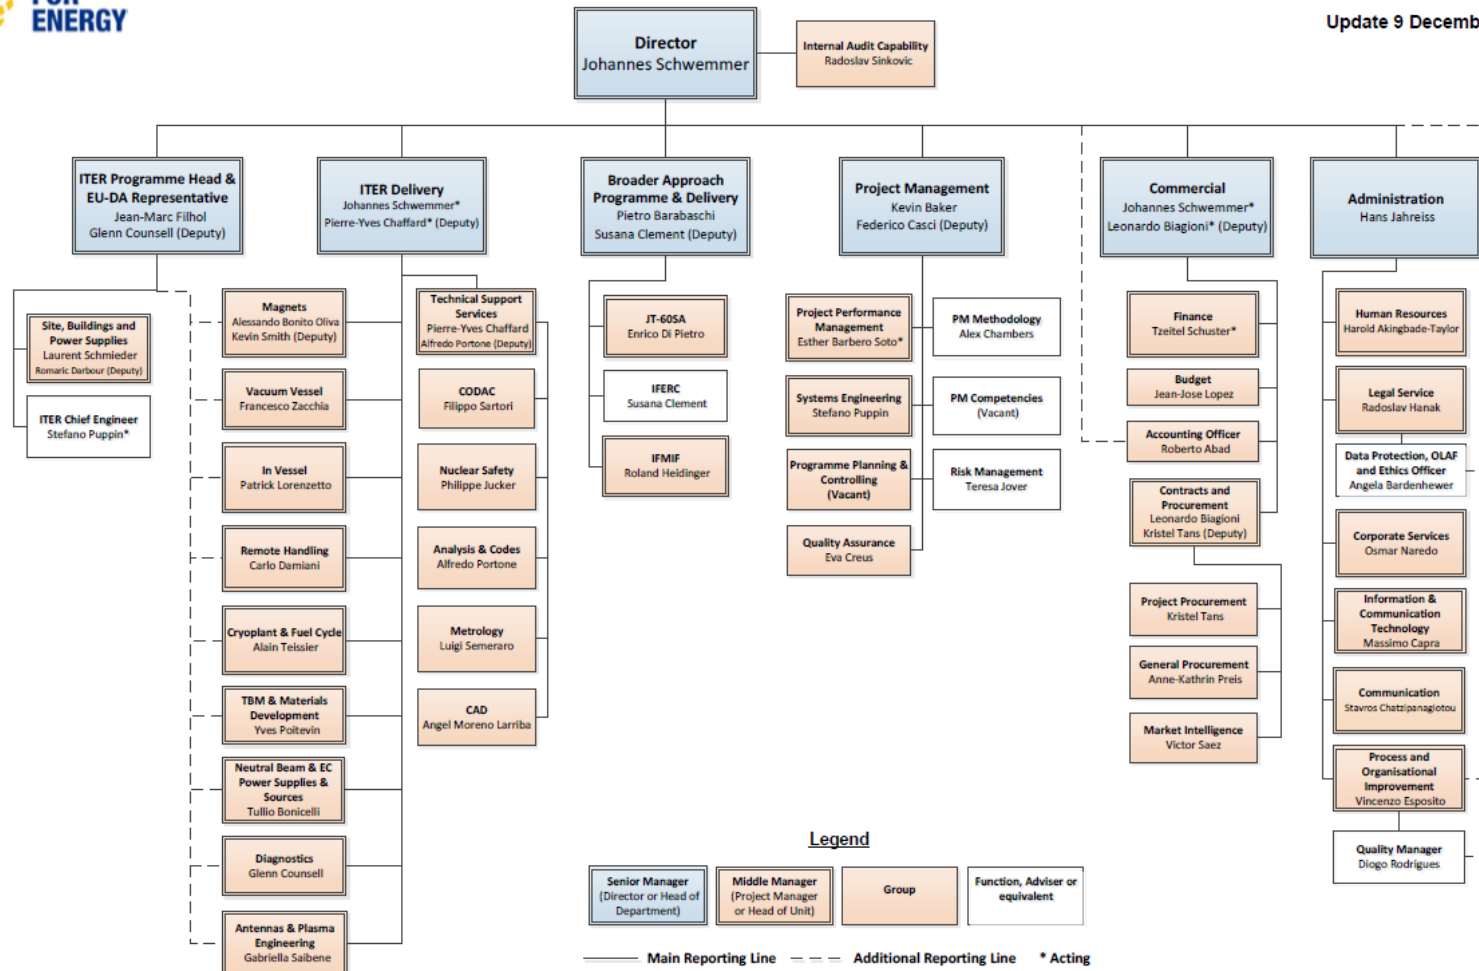 FOR
ENERGY
Update 9 Decemb
Director
Johannes Schwemmer
Internal Audit Capability
Radoslav Sinkovic
ITER Programme Head &
EU-DA Representative
Jean-Marc Filhol
Glenn Counsell (Deputy)
ITER Delivery
Johannes Schwemmer*
Pierre-Yves Chaffard* (Deputy)
Broader Approach
Programme & Delivery
Pietro Barabaschi
Susana Clement (Deputy)
Project Management
Kevin Baker
Federico Casci (Deputy)
Commercial
Johannes Schwemmer*
Leonardo Biagioni* (Deputy)
Administration
Hans Jahreiss
Site, Buildings and
Power Supplies
Laurent Schmieder
Romaric Darbour (Deputy)
ITER Chief Engineer
Stefano Puppin*
Magnets
Alessando Bonito Oliva
Kevin Smith (Deputy)
Vacuum Vessel
Francesco Zacchia
In Vessel
Patrick Lorenzetto
Remote Handling
Carlo Damiani
Cryoplant & Fuel Cycle
Alain Teissier
TBM & Materials
Development
Yves Poitevin
Neutral Beam & EC
Power Supplies &
Sources
Tullio Bonicelli
Diagnostics
Glenn Counsell
Antennas & Plasma
Engineering
Gabriella Saibene
Technical Support
Services
Pierre-Yves Chaffard
Alfredo Portone (Deputy)
CODAC
Filippo Sartori
Nuclear Safety
Philippe Jucker
Analysis & Codes
Alfredo Portone
Metrology
Luigi Semeraro
CAD
Angel Moreno Larriba
JT-60SA
Enrico Di Pietro
IFERC
Susana Clement
IFMIF
Roland Heidinger
Project Performance
Management
Esther Barbero Soto*
Systems Engineering
Stefano Puppin
Programme Planning &
Controlling
(Vacant)
Quality Assurance
Eva Creus
PM Methodology
Alex Chambers
PM Competencies
(Vacant)
Risk Management
Teresa Jover
Finance
Tzeitel Schuster*
Budget
Jean-Jose Lopez
Accounting Officer
Roberto Abad
Contracts and
Procurement
Leonardo Biagioni
Kristel Tans (Deputy)
Project Procurement
Kristel Tans
General Procurement
Anne-Kathrin Preis
Market Intelligence
Victor Saez
Human Resources
Harold Akingbade-Taylor
Legal Service
Radoslav Hanak
Data Protection, OLAF
and Ethics Officer
Angela Bardenhewer
Corporate Services
Osmar Naredo
Information &
Communication
Technology
Massimo Capra
Communication
Stavros Chatzipanagiotou
Process and
Organisational
Improvement
Vincenzo Esposito
Quality Manager
Diogo Rodrigues
Legend
Senior Manager
(Director or Head of
Department)
Middle Manager
(Project Manager
or Head of Unit)
Group
Function, Adviser or
equivalent
Main Reporting Line
Additional Reporting Line
* Acting